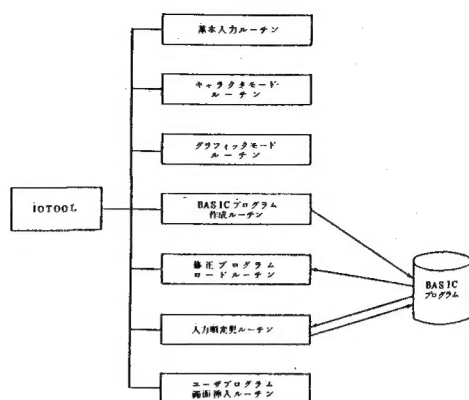 基本入力ルーチン
キャラクタモード
ルーチン
グラフィックモード
ルーチン
IOTOOL
BASICプログラム
作成ルーチン
修正プログラム
ロードルーチン
BASIC
プログラム
入力順変更ルーチン
ユーザプログラム
画面挿入ルーチン